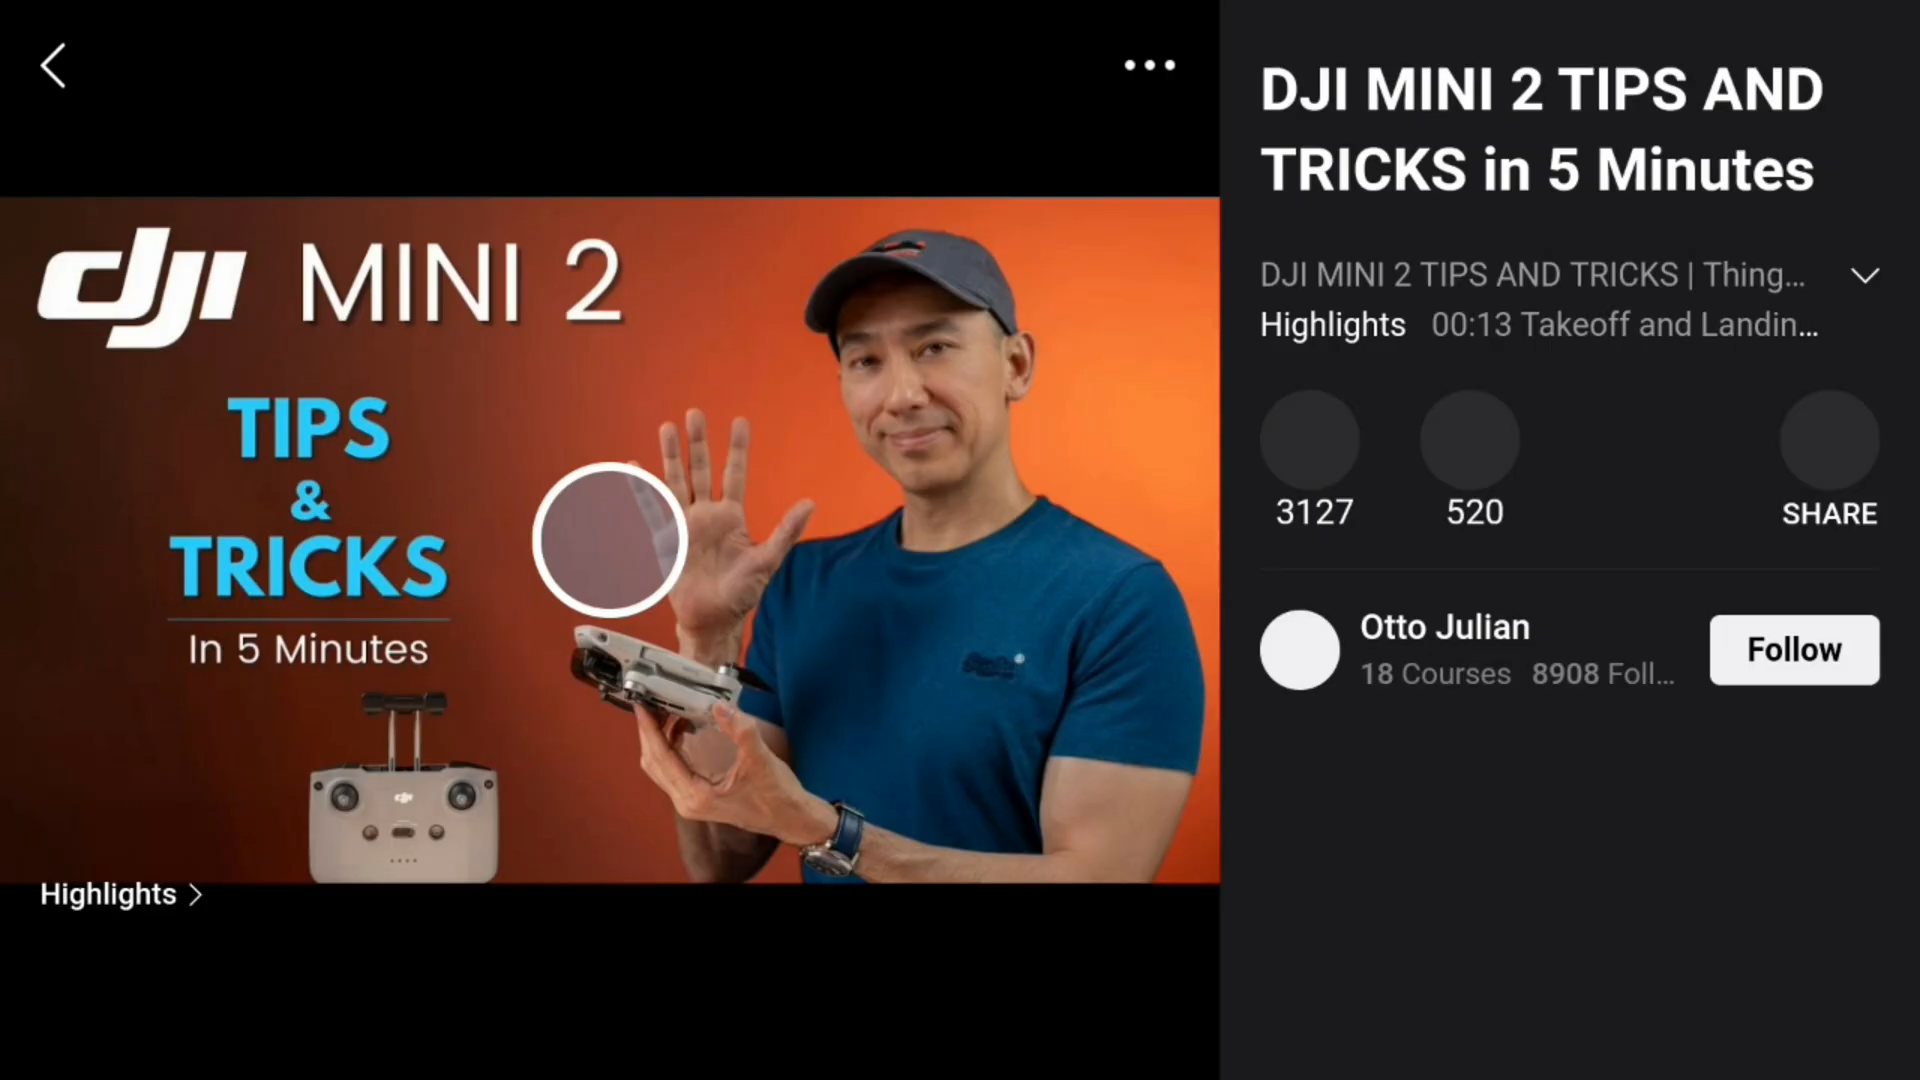 DJI MINI 2 TIPS AND
TRICKS in 5 Minutes
DJI MINI 2 TIPS AND TRICKS | Thing...
Highlights 00:13 Takeoff and Landin...
3127
520
SHARE
Otto Julian
18 Courses 8908 Foll...
Follow
dji MINI 2
TIPS
&
TRICKS
In 5 Minutes
dji
Highlights